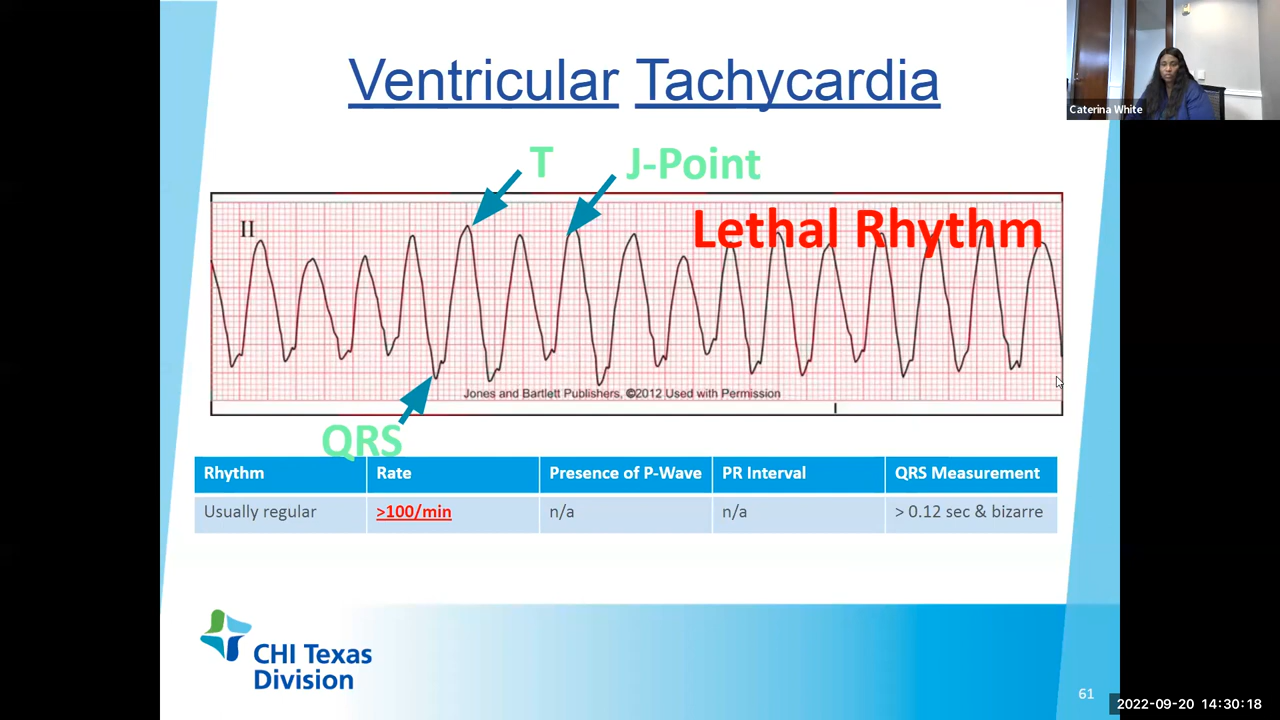 Ventricular Tachycardia
Caterina White
T
J-Point
II
Lethal Rhythm
Jones and Bartlett Publishers, ©2012 Used with Permission
QRS
Rhythm Rate Presence of P-Wave PR Interval QRS Measurement
Usually regular >100/min n/a n/a > 0.12 sec & bizarre
CHI Texas
Division
61
2022-09-20 14:30:18